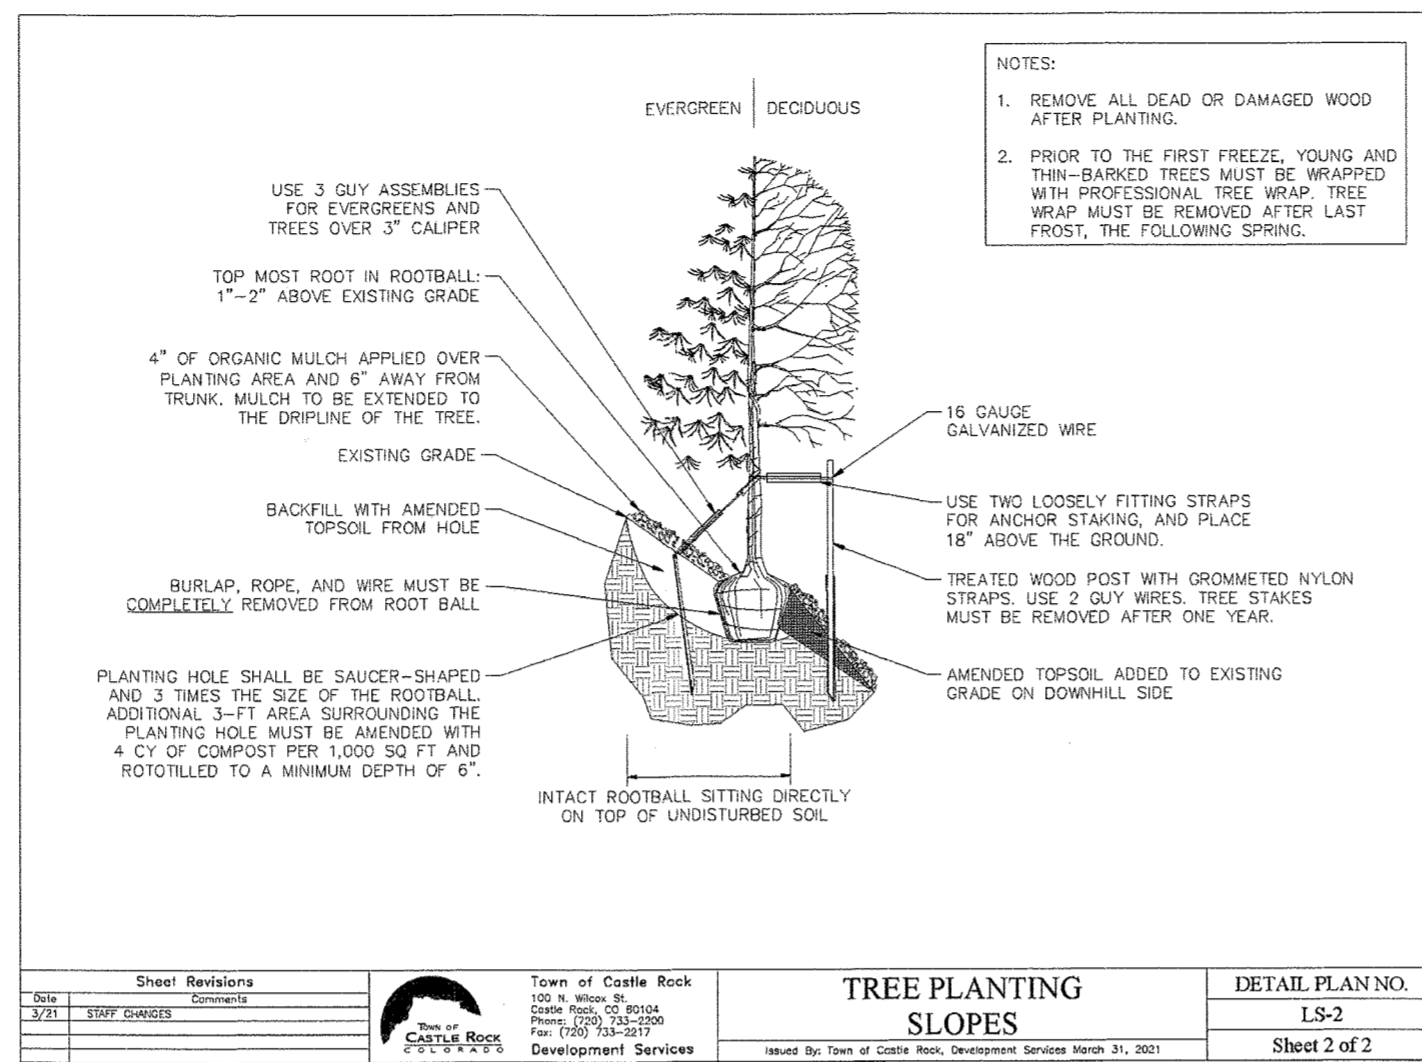 NOTES:
1. REMOVE ALL DEAD OR DAMAGED WOOD
AFTER PLANTING.
2. PRIOR TO THE FIRST FREEZE, YOUNG AND
THIN-BARKED TREES MUST BE WRAPPED
WITH PROFESSIONAL TREE WRAP. TREE
WRAP MUST BE REMOVED AFTER LAST
FROST, THE FOLLOWING SPRING.
EVERGREEN DECIDUOUS
USE 3 GUY ASSEMBLIES
FOR EVERGREENS AND
TREES OVER 3" CALIPER
TOP MOST ROOT IN ROOTBALL:
1"-2" ABOVE EXISTING GRADE
4" OF ORGANIC MULCH APPLIED OVER
PLANTING AREA AND 6" AWAY FROM
TRUNK. MULCH TO BE EXTENDED TO
THE DRIPLINE OF THE TREE.
EXISTING GRADE
BACKFILL WITH AMENDED
TOPSOIL FROM HOLE
BURLAP, ROPE, AND WIRE MUST BE
COMPLETELY REMOVED FROM ROOT BALL
PLANTING HOLE SHALL BE SAUCER-SHAPED
AND 3 TIMES THE SIZE OF THE ROOTBALL.
ADDITIONAL 3-FT AREA SURROUNDING THE
PLANTING HOLE MUST BE AMENDED WITH
4 CY OF COMPOST PER 1,000 SQ FT AND
ROTOTILLED TO A MINIMUM DEPTH OF 6".
16 GAUGE
GALVANIZED WIRE
USE TWO LOOSELY FITTING STRAPS
FOR ANCHOR STAKING, AND PLACE
18" ABOVE THE GROUND.
TREATED WOOD POST WITH GROMMETED NYLON
STRAPS. USE 2 GUY WIRES. TREE STAKES
MUST BE REMOVED AFTER ONE YEAR.
AMENDED TOPSOIL ADDED TO EXISTING
GRADE ON DOWNHILL SIDE
INTACT ROOTBALL SITTING DIRECTLY
ON TOP OF UNDISTURBED SOIL
Sheet Revisions
Date Comments
3/21 STAFF CHANGES
TOWN OF
CASTLE ROCK
COLORADO
Town of Castle Rock
100 N. Wilcox St.
Castle Rock, CO 80104
Phone: (720) 733-2200
Fax: (720) 733-2217
Development Services
TREE PLANTING
SLOPES
Issued By: Town of Castle Rock, Development Services March 31, 2021
DETAIL PLAN NO.
LS-2
Sheet 2 of 2